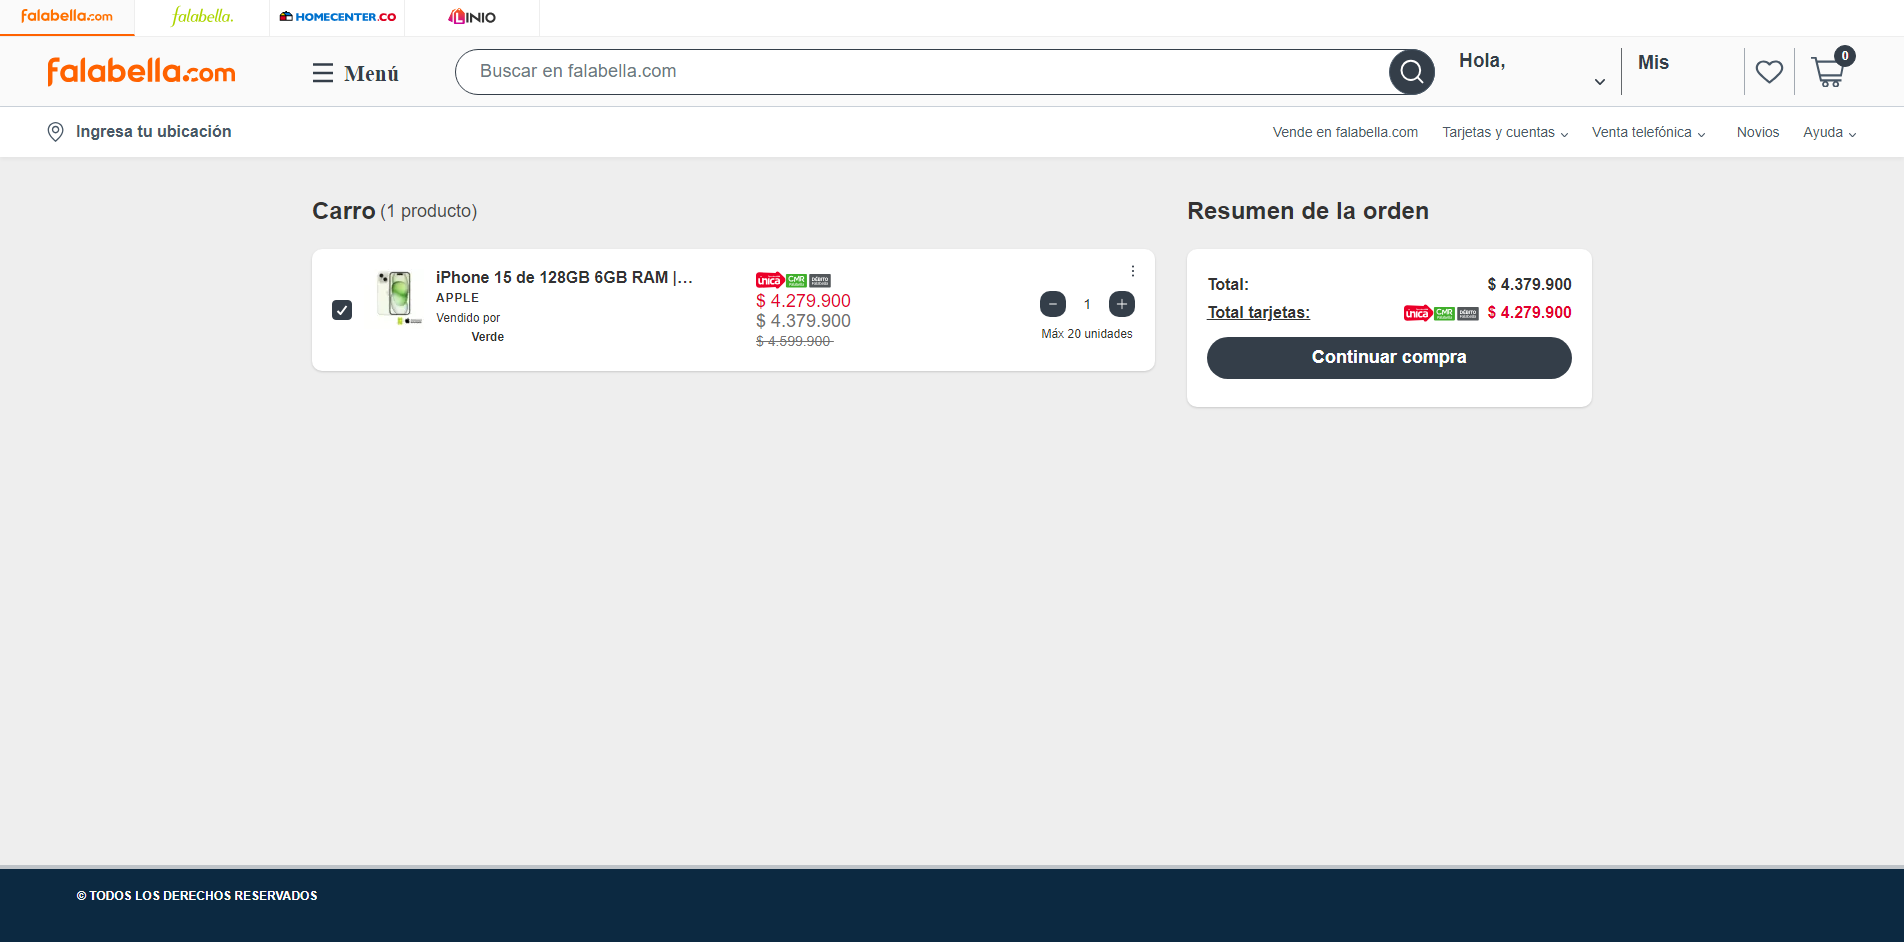 falabella.com
falabella.
HOMECENTER.CO
LINIO
falabella.com
Menú
Buscar en falabella.com
Hola,
Mis
0
Ingresa tu ubicación
Vende en falabella.com
Tarjetas y cuentas
Venta telefónica
Novios
Ayuda
Carro (1 producto)
Resumen de la orden
iPhone 15 de 128GB 6GB RAM |...
APPLE
Vendido por
Verde
única CMR DÉBITO
$ 4.279.900
$ 4.379.900
$ 4.599.900
1
Máx 20 unidades
Total: $ 4.379.900
Total tarjetas: única CMR DÉBITO $ 4.279.900
Continuar compra
© TODOS LOS DERECHOS RESERVADOS